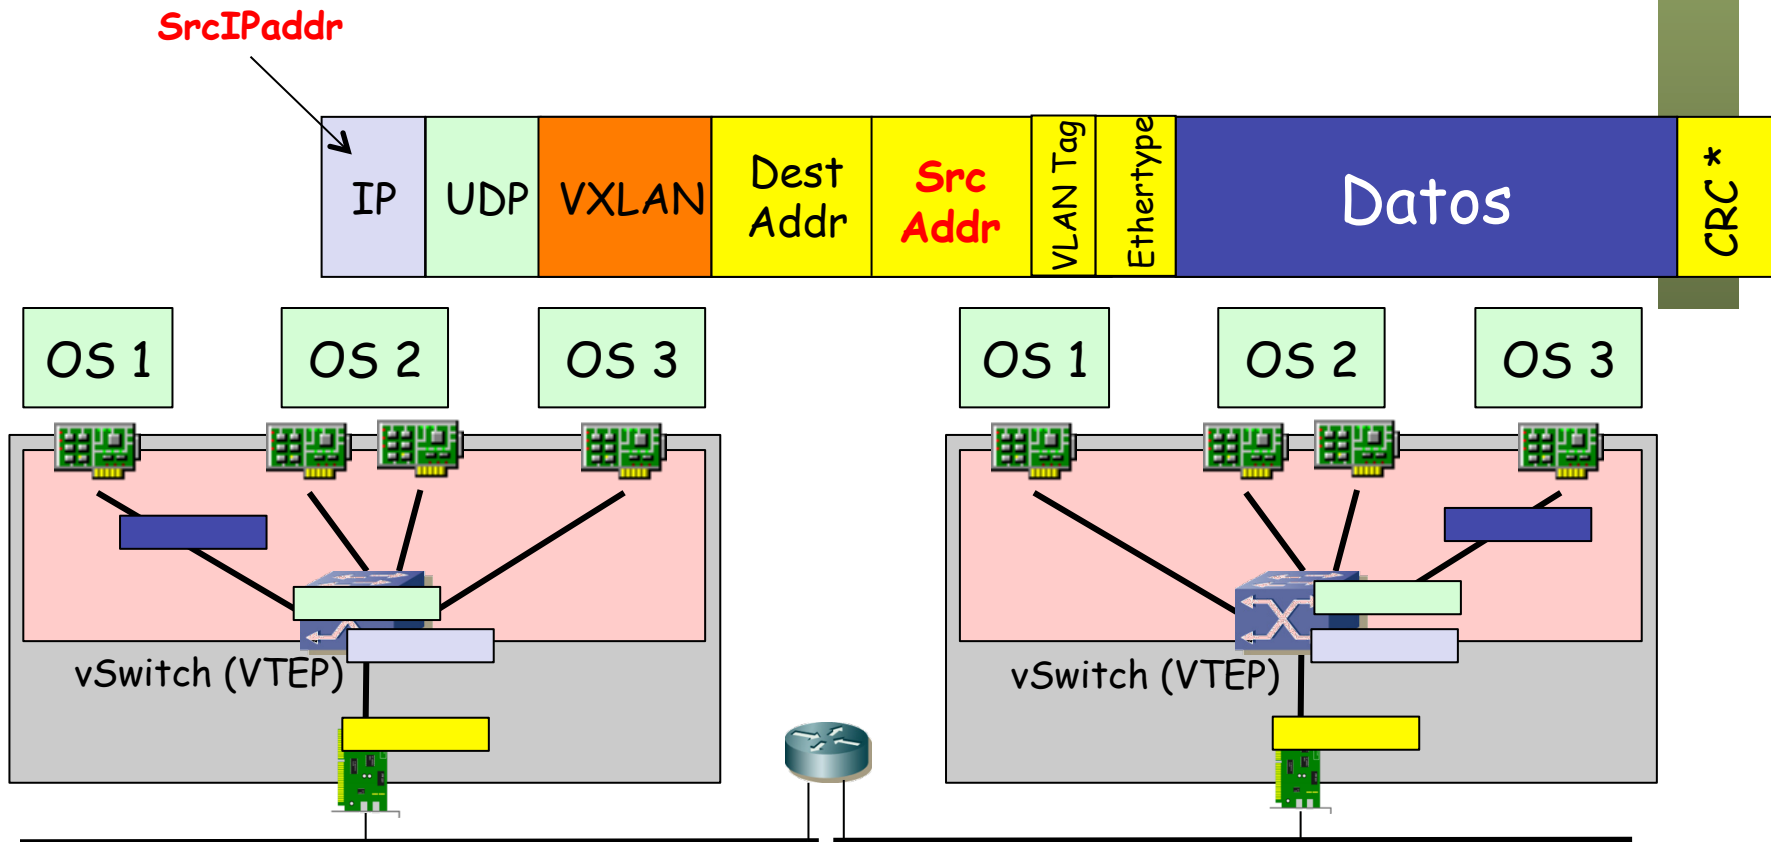 SrcIPaddr
IP
UDP
VXLAN
Dest
Addr
Src
Addr
VLAN Tag
Ethertype
Datos
CRC *
OS 1
OS 2
OS 3
OS 1
OS 2
OS 3
vSwitch (VTEP)
vSwitch (VTEP)